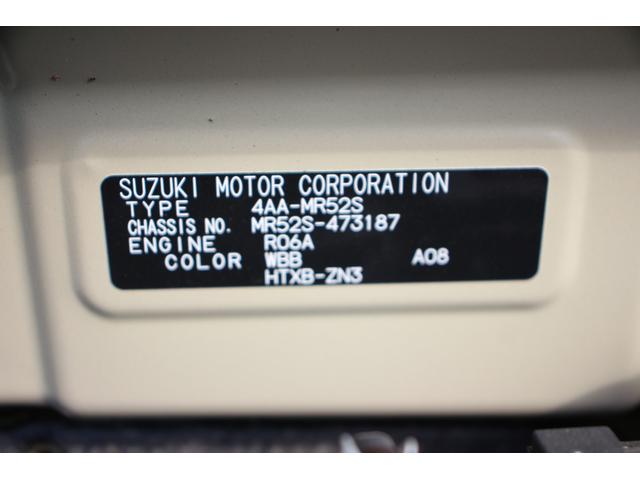 SUZUKI MOTOR CORPORATION
TYPE 4AA-MR52S
CHASSIS NO. MR52S-473187
ENGINE R06A
COLOR WBB A08
HTXB-ZN3